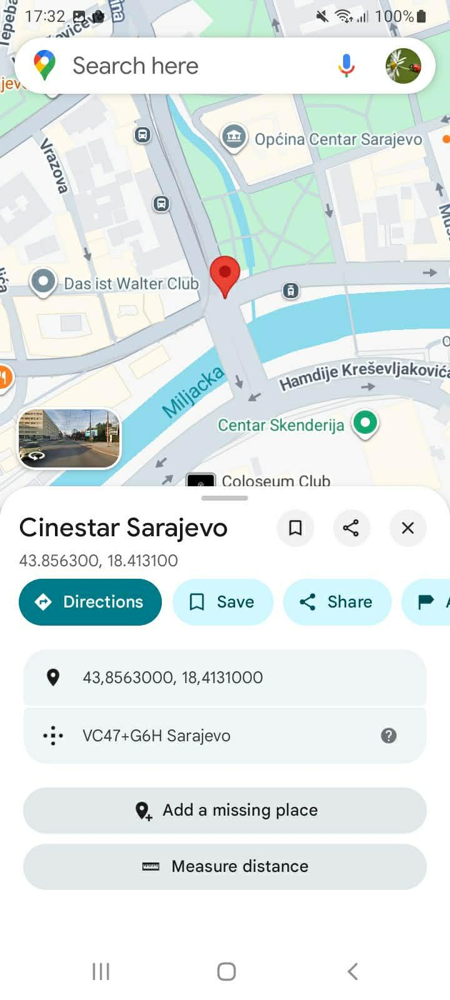 17:32
100%
Search here
Vrazova
Općina Centar Sarajevo
Das ist Walter Club
Hamdije Kreševljakovića
Miljacka
Centar Skenderija
Coloseum Club
Cinestar Sarajevo
43.856300, 18.413100
Directions
Save
Share
43,8563000, 18,4131000
VC47+G6H Sarajevo
Add a missing place
Measure distance